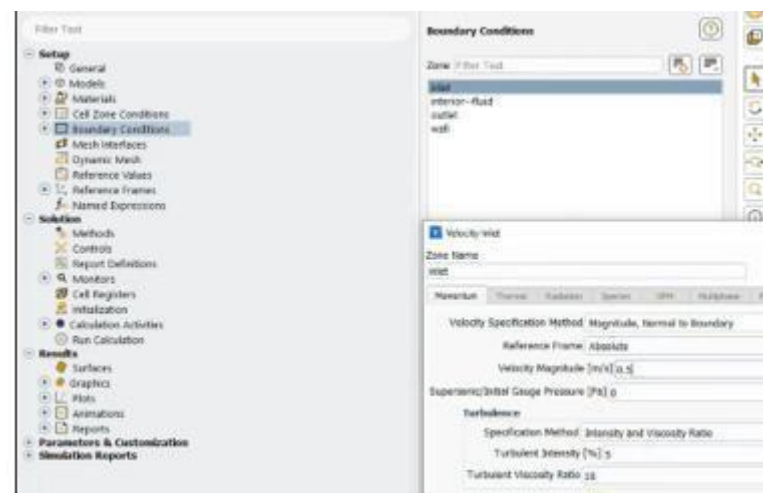 Filter Text
Setup
General
Models
Materials
Cell Zone Conditions
Boundary Conditions
Mesh Interfaces
Dynamic Mesh
Reference Values
Reference Frames
Named Expressions
Solution
Methods
Controls
Report Definitions
Monitors
Cell Registers
Initialization
Calculation Activities
Run Calculation
Results
Surfaces
Graphics
Plots
Animations
Reports
Parameters & Customization
Simulation Reports
Boundary Conditions
Zone Filter Text
inlet
interior-fluid
outlet
wall
Velocity Inlet
Zone Name
inlet
Momentum Thermal Radiation Species DPM Multiphase
Velocity Specification Method Magnitude, Normal to Boundary
Reference Frame Absolute
Velocity Magnitude [m/s] 0.5
Supersonic/Initial Gauge Pressure [Pa] 0
Turbulence
Specification Method Intensity and Viscosity Ratio
Turbulent Intensity [%] 5
Turbulent Viscosity Ratio 10